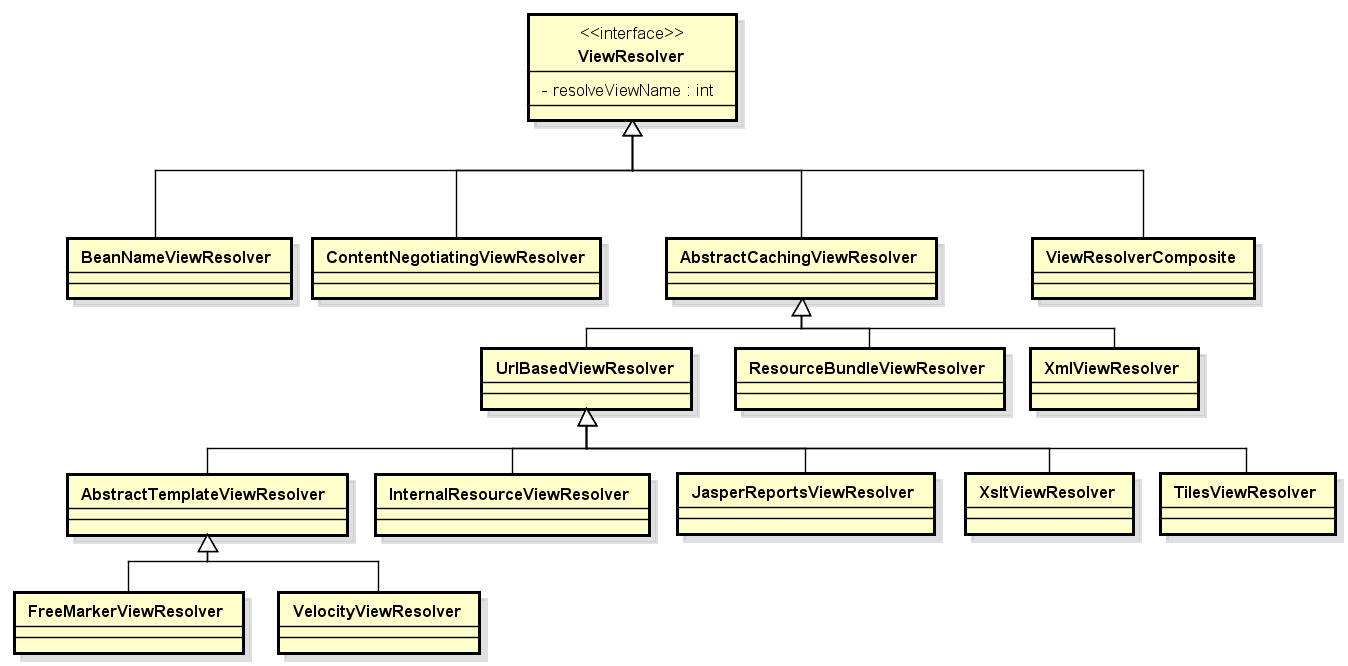 <<interface>>
ViewResolver
- resolveViewName : int
BeanNameViewResolver
ContentNegotiatingViewResolver
AbstractCachingViewResolver
ViewResolverComposite
UrlBasedViewResolver
ResourceBundleViewResolver
XmlViewResolver
AbstractTemplateViewResolver
InternalResourceViewResolver
JasperReportsViewResolver
XsltViewResolver
TilesViewResolver
FreeMarkerViewResolver
VelocityViewResolver